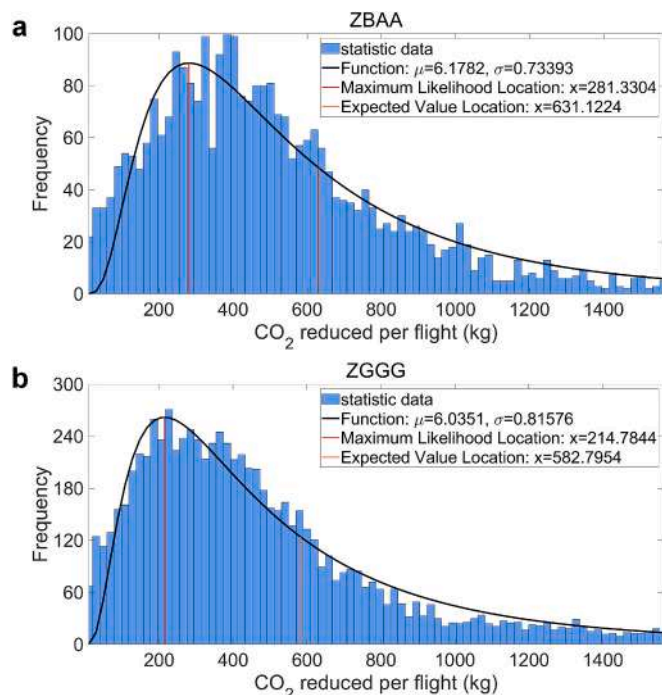 a
ZBAA
100
80
60
40
20
0
Frequency
statistic data
Function: μ=6.1782, σ=0.73393
Maximum Likelihood Location: x=281.3304
Expected Value Location: x=631.1224
200 400 600 800 1000 1200 1400
CO2 reduced per flight (kg)
b
ZGGG
300
240
180
120
60
0
Frequency
statistic data
Function: μ=6.0351, σ=0.81576
Maximum Likelihood Location: x=214.7844
Expected Value Location: x=582.7954
200 400 600 800 1000 1200 1400
CO2 reduced per flight (kg)